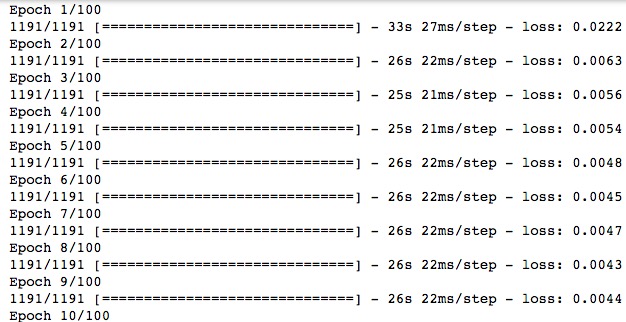 Epoch 1/100
1191/1191 [==============================] - 33s 27ms/step - loss: 0.0222
Epoch 2/100
1191/1191 [==============================] - 26s 22ms/step - loss: 0.0063
Epoch 3/100
1191/1191 [==============================] - 25s 21ms/step - loss: 0.0056
Epoch 4/100
1191/1191 [==============================] - 25s 21ms/step - loss: 0.0054
Epoch 5/100
1191/1191 [==============================] - 26s 22ms/step - loss: 0.0048
Epoch 6/100
1191/1191 [==============================] - 26s 22ms/step - loss: 0.0045
Epoch 7/100
1191/1191 [==============================] - 26s 22ms/step - loss: 0.0047
Epoch 8/100
1191/1191 [==============================] - 26s 22ms/step - loss: 0.0043
Epoch 9/100
1191/1191 [==============================] - 26s 22ms/step - loss: 0.0044
Epoch 10/100